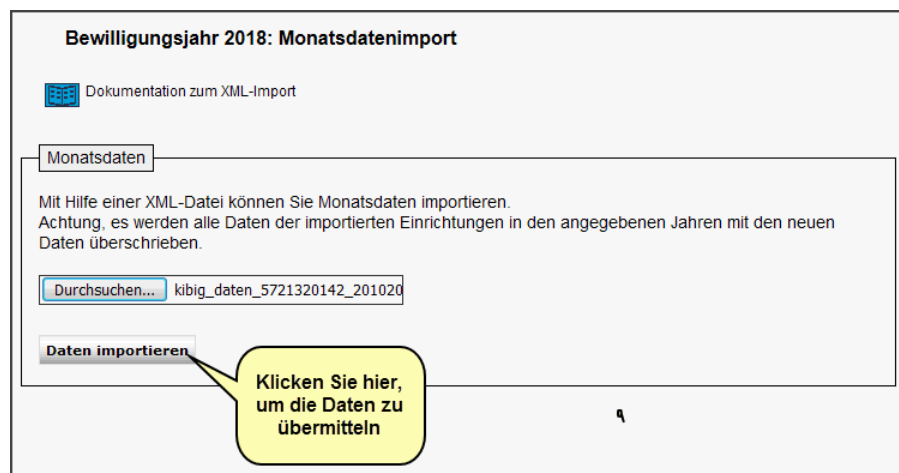 Bewilligungsjahr 2018: Monatsdatenimport
Dokumentation zum XML-Import
Monatsdaten
Mit Hilfe einer XML-Datei können Sie Monatsdaten importieren.
Achtung, es werden alle Daten der importierten Einrichtungen in den angegebenen Jahren mit den neuen
Daten überschrieben.
Durchsuchen... kibig_daten_5721320142_201020
Daten importieren
Klicken Sie hier,
um die Daten zu
übermitteln